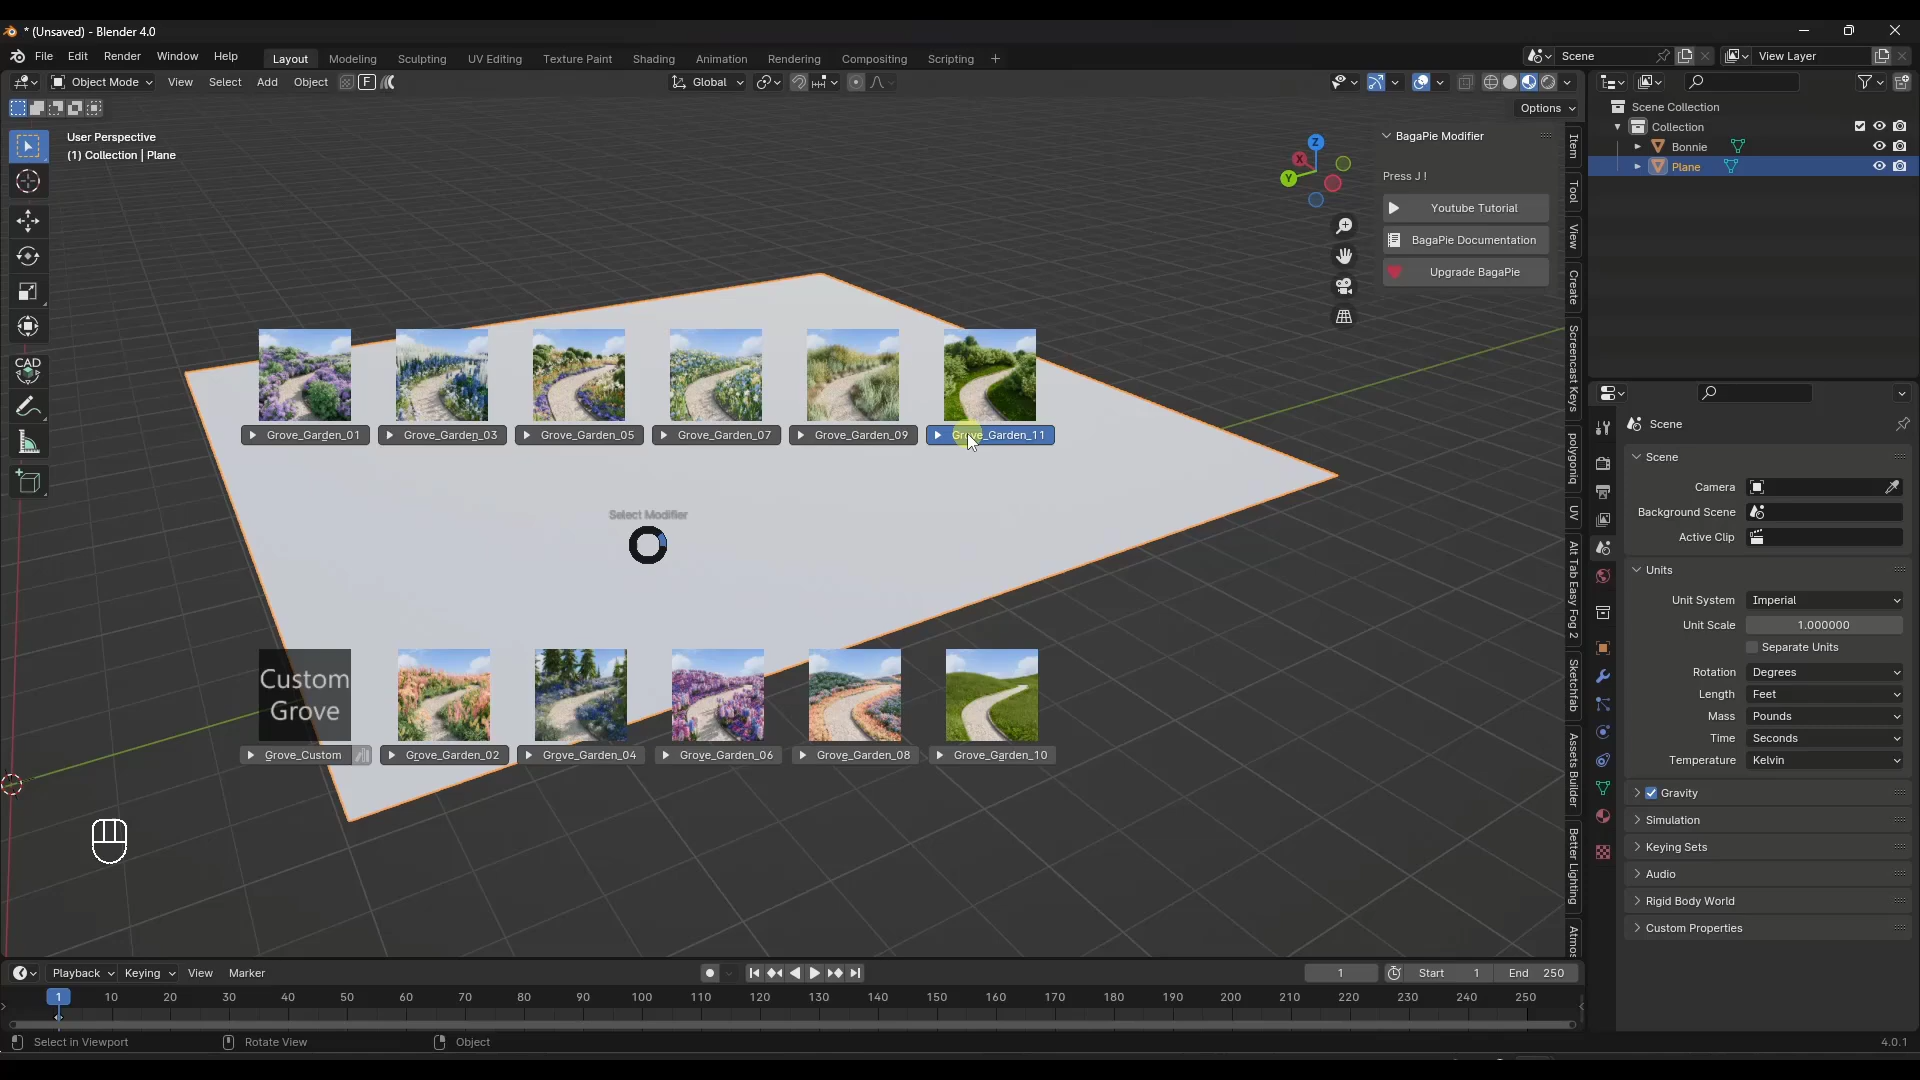 * (Unsaved) - Blender 4.0
File Edit Render Window Help
Layout Modeling Sculpting UV Editing Texture Paint Shading Animation Rendering Compositing Scripting +
Scene
View Layer
Object Mode View Select Add Object F
Global
Options
User Perspective
(1) Collection | Plane
CAD
Z
X
Y
BagaPie Modifier
Press J !
Youtube Tutorial
BagaPie Documentation
Upgrade BagaPie
Item
Tool
View
Create
Screencast Keys
polygoniq
UV
Alt Tab Easy Fog 2
Sketchfab
Assets Builder
Better Lighting
Atmos
Grove_Garden_01
Grove_Garden_03
Grove_Garden_05
Grove_Garden_07
Grove_Garden_09
Grove_Garden_11
Select Modifier
Custom
Grove
Grove_Custom
Grove_Garden_02
Grove_Garden_04
Grove_Garden_06
Grove_Garden_08
Grove_Garden_10
Scene Collection
Collection
Bonnie
Plane
Scene
Scene
Camera
Background Scene
Active Clip
Units
Unit System Imperial
Unit Scale 1.000000
Separate Units
Rotation Degrees
Length Feet
Mass Pounds
Time Seconds
Temperature Kelvin
Gravity
Simulation
Keying Sets
Audio
Rigid Body World
Custom Properties
Playback Keying View Marker
1 Start 1 End 250
1 10 20 30 40 50 60 70 80 90 100 110 120 130 140 150 160 170 180 190 200 210 220 230 240 250
Select in Viewport Rotate View Object
4.0.1